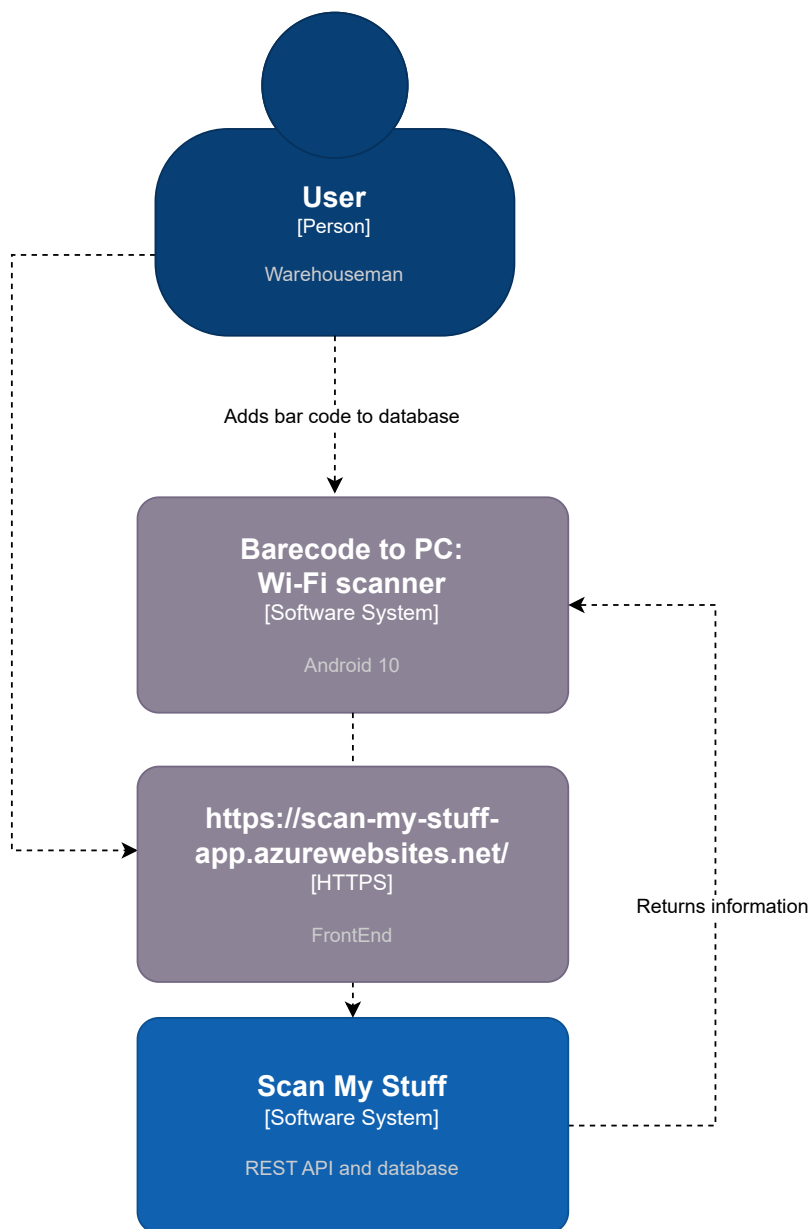 User
[Person]
Warehouseman
Adds bar code to database
Barecode to PC:
Wi-Fi scanner
[Software System]
Android 10
https://scan-my-stuff-
app.azurewebsites.net/
[HTTPS]
FrontEnd
Returns information
Scan My Stuff
[Software System]
REST API and database